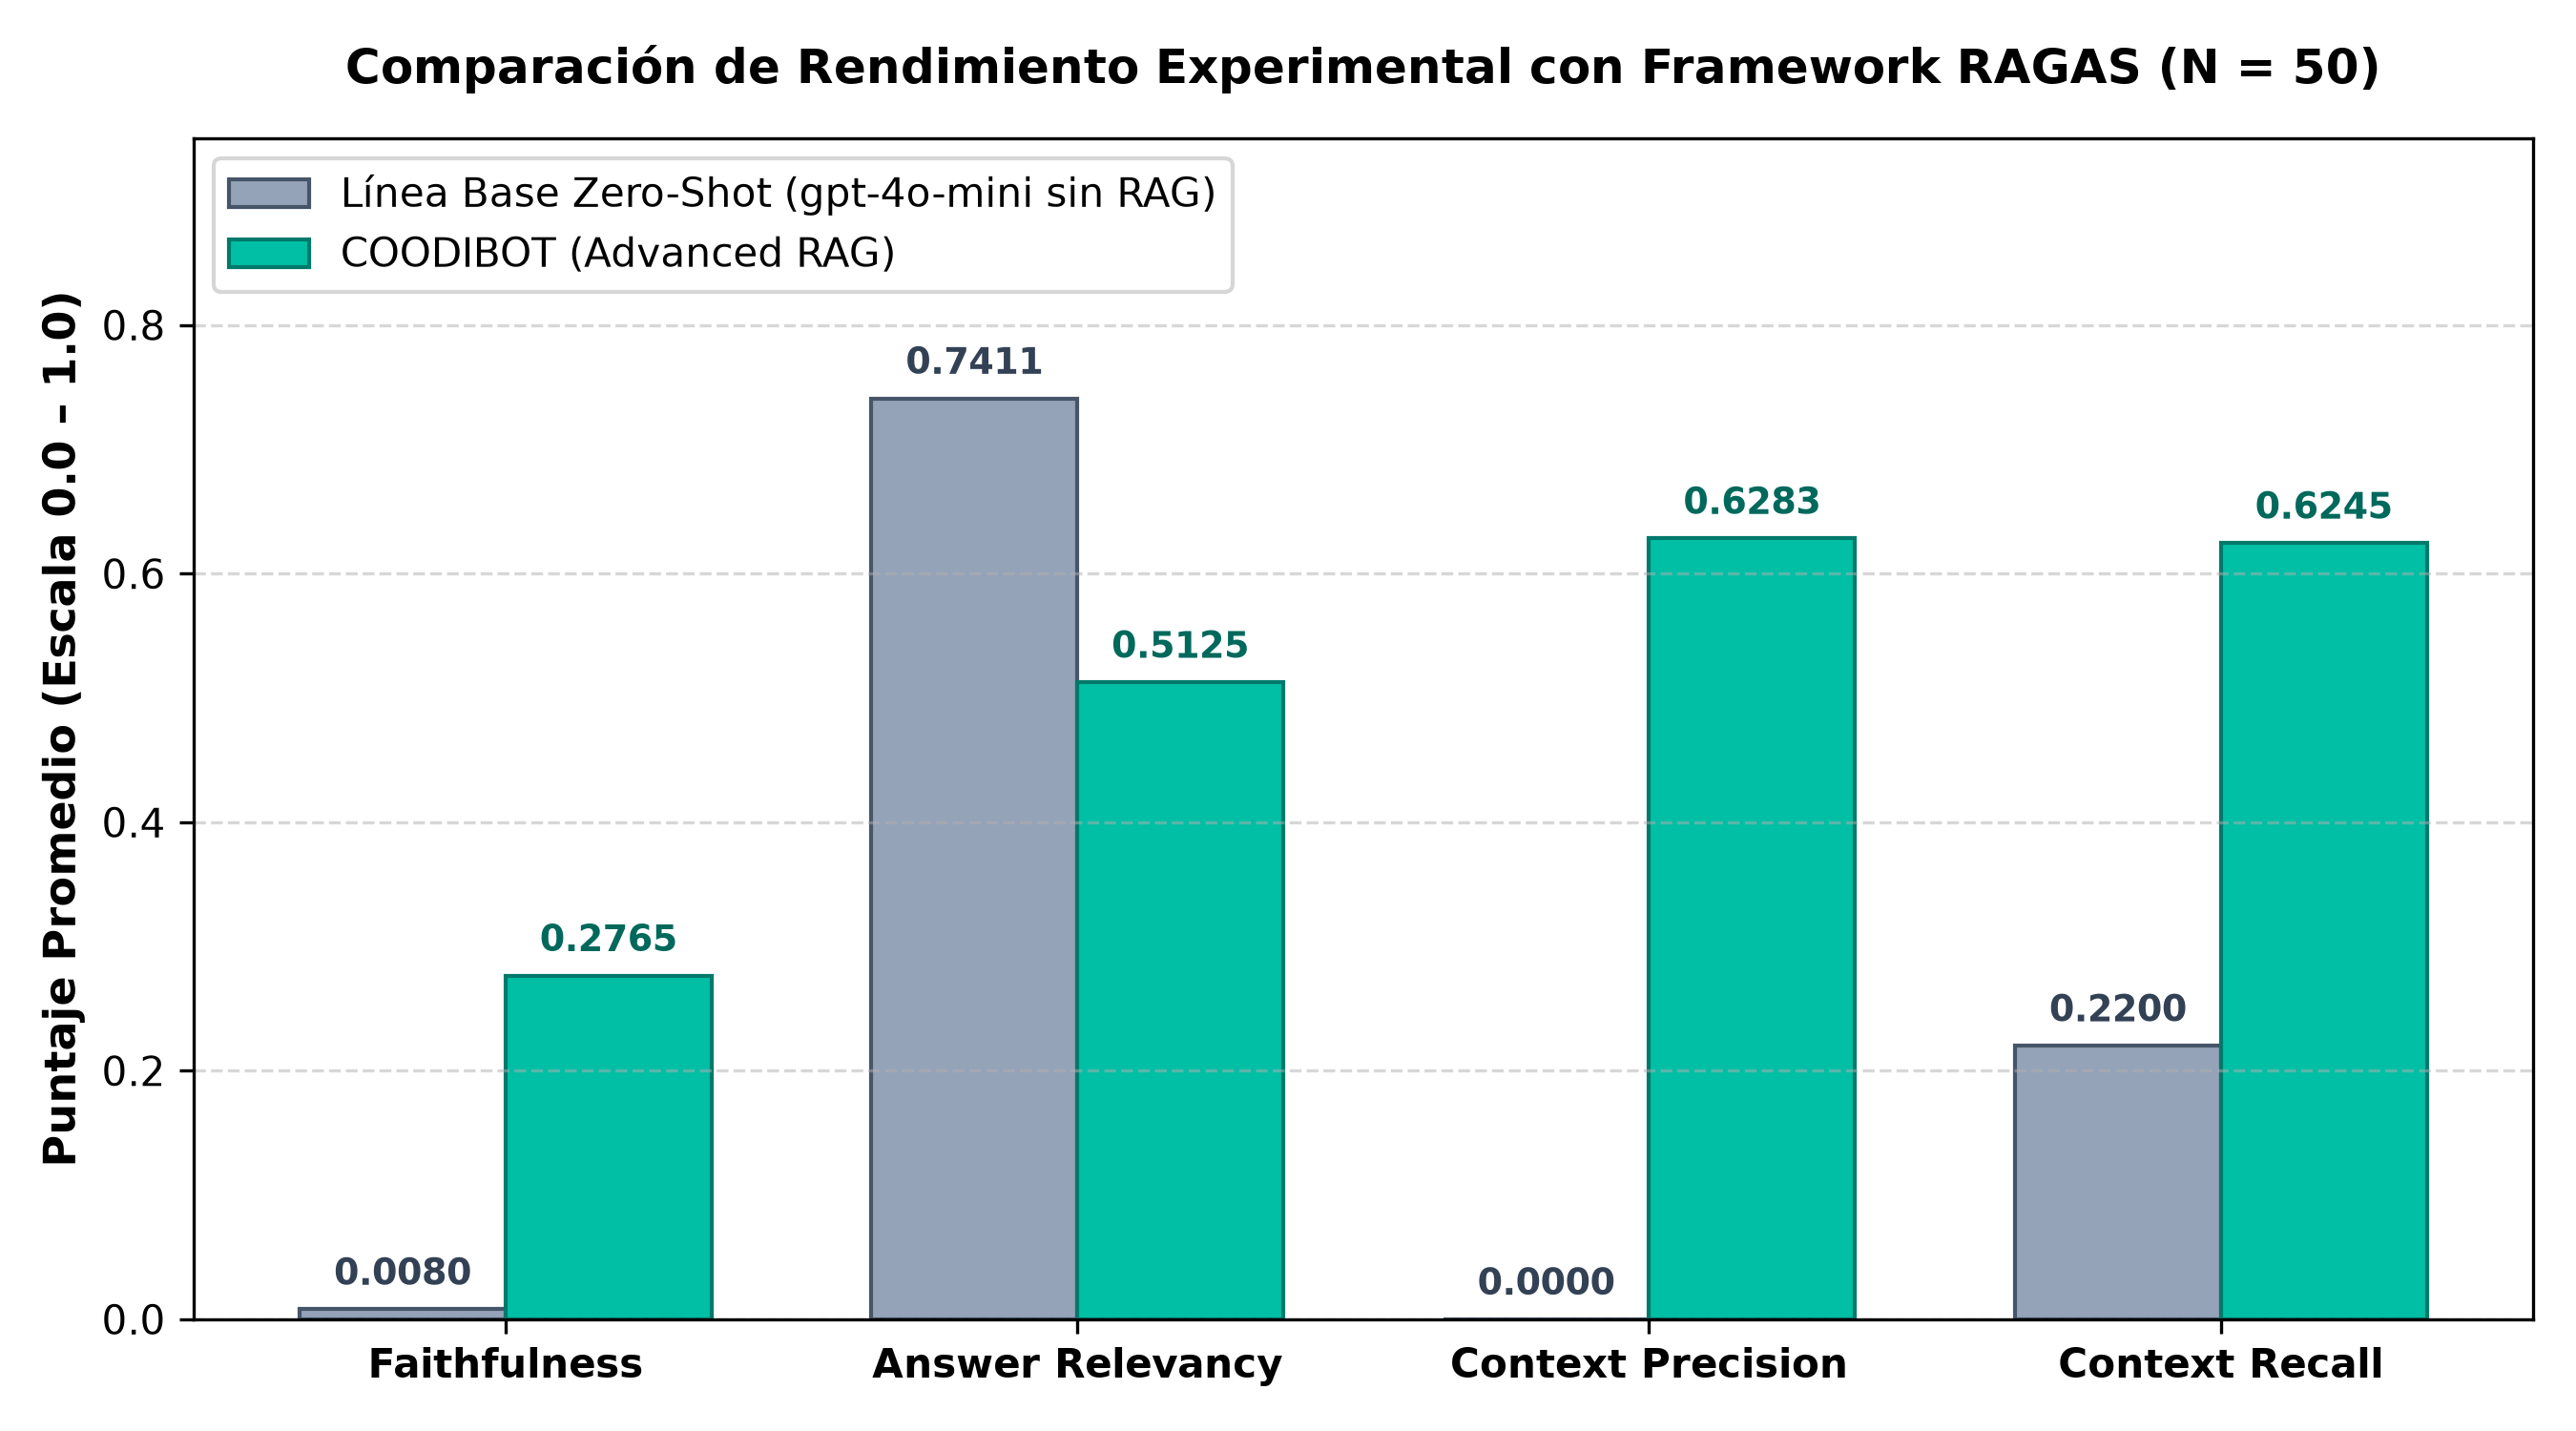 Comparación de Rendimiento Experimental con Framework RAGAS (N = 50)
Línea Base Zero-Shot (gpt-4o-mini sin RAG)
COODIBOT (Advanced RAG)
Puntaje Promedio (Escala 0.0 – 1.0)
0.8
0.6
0.4
0.2
0.0
0.0080
0.2765
0.7411
0.5125
0.0000
0.6283
0.2200
0.6245
Faithfulness
Answer Relevancy
Context Precision
Context Recall